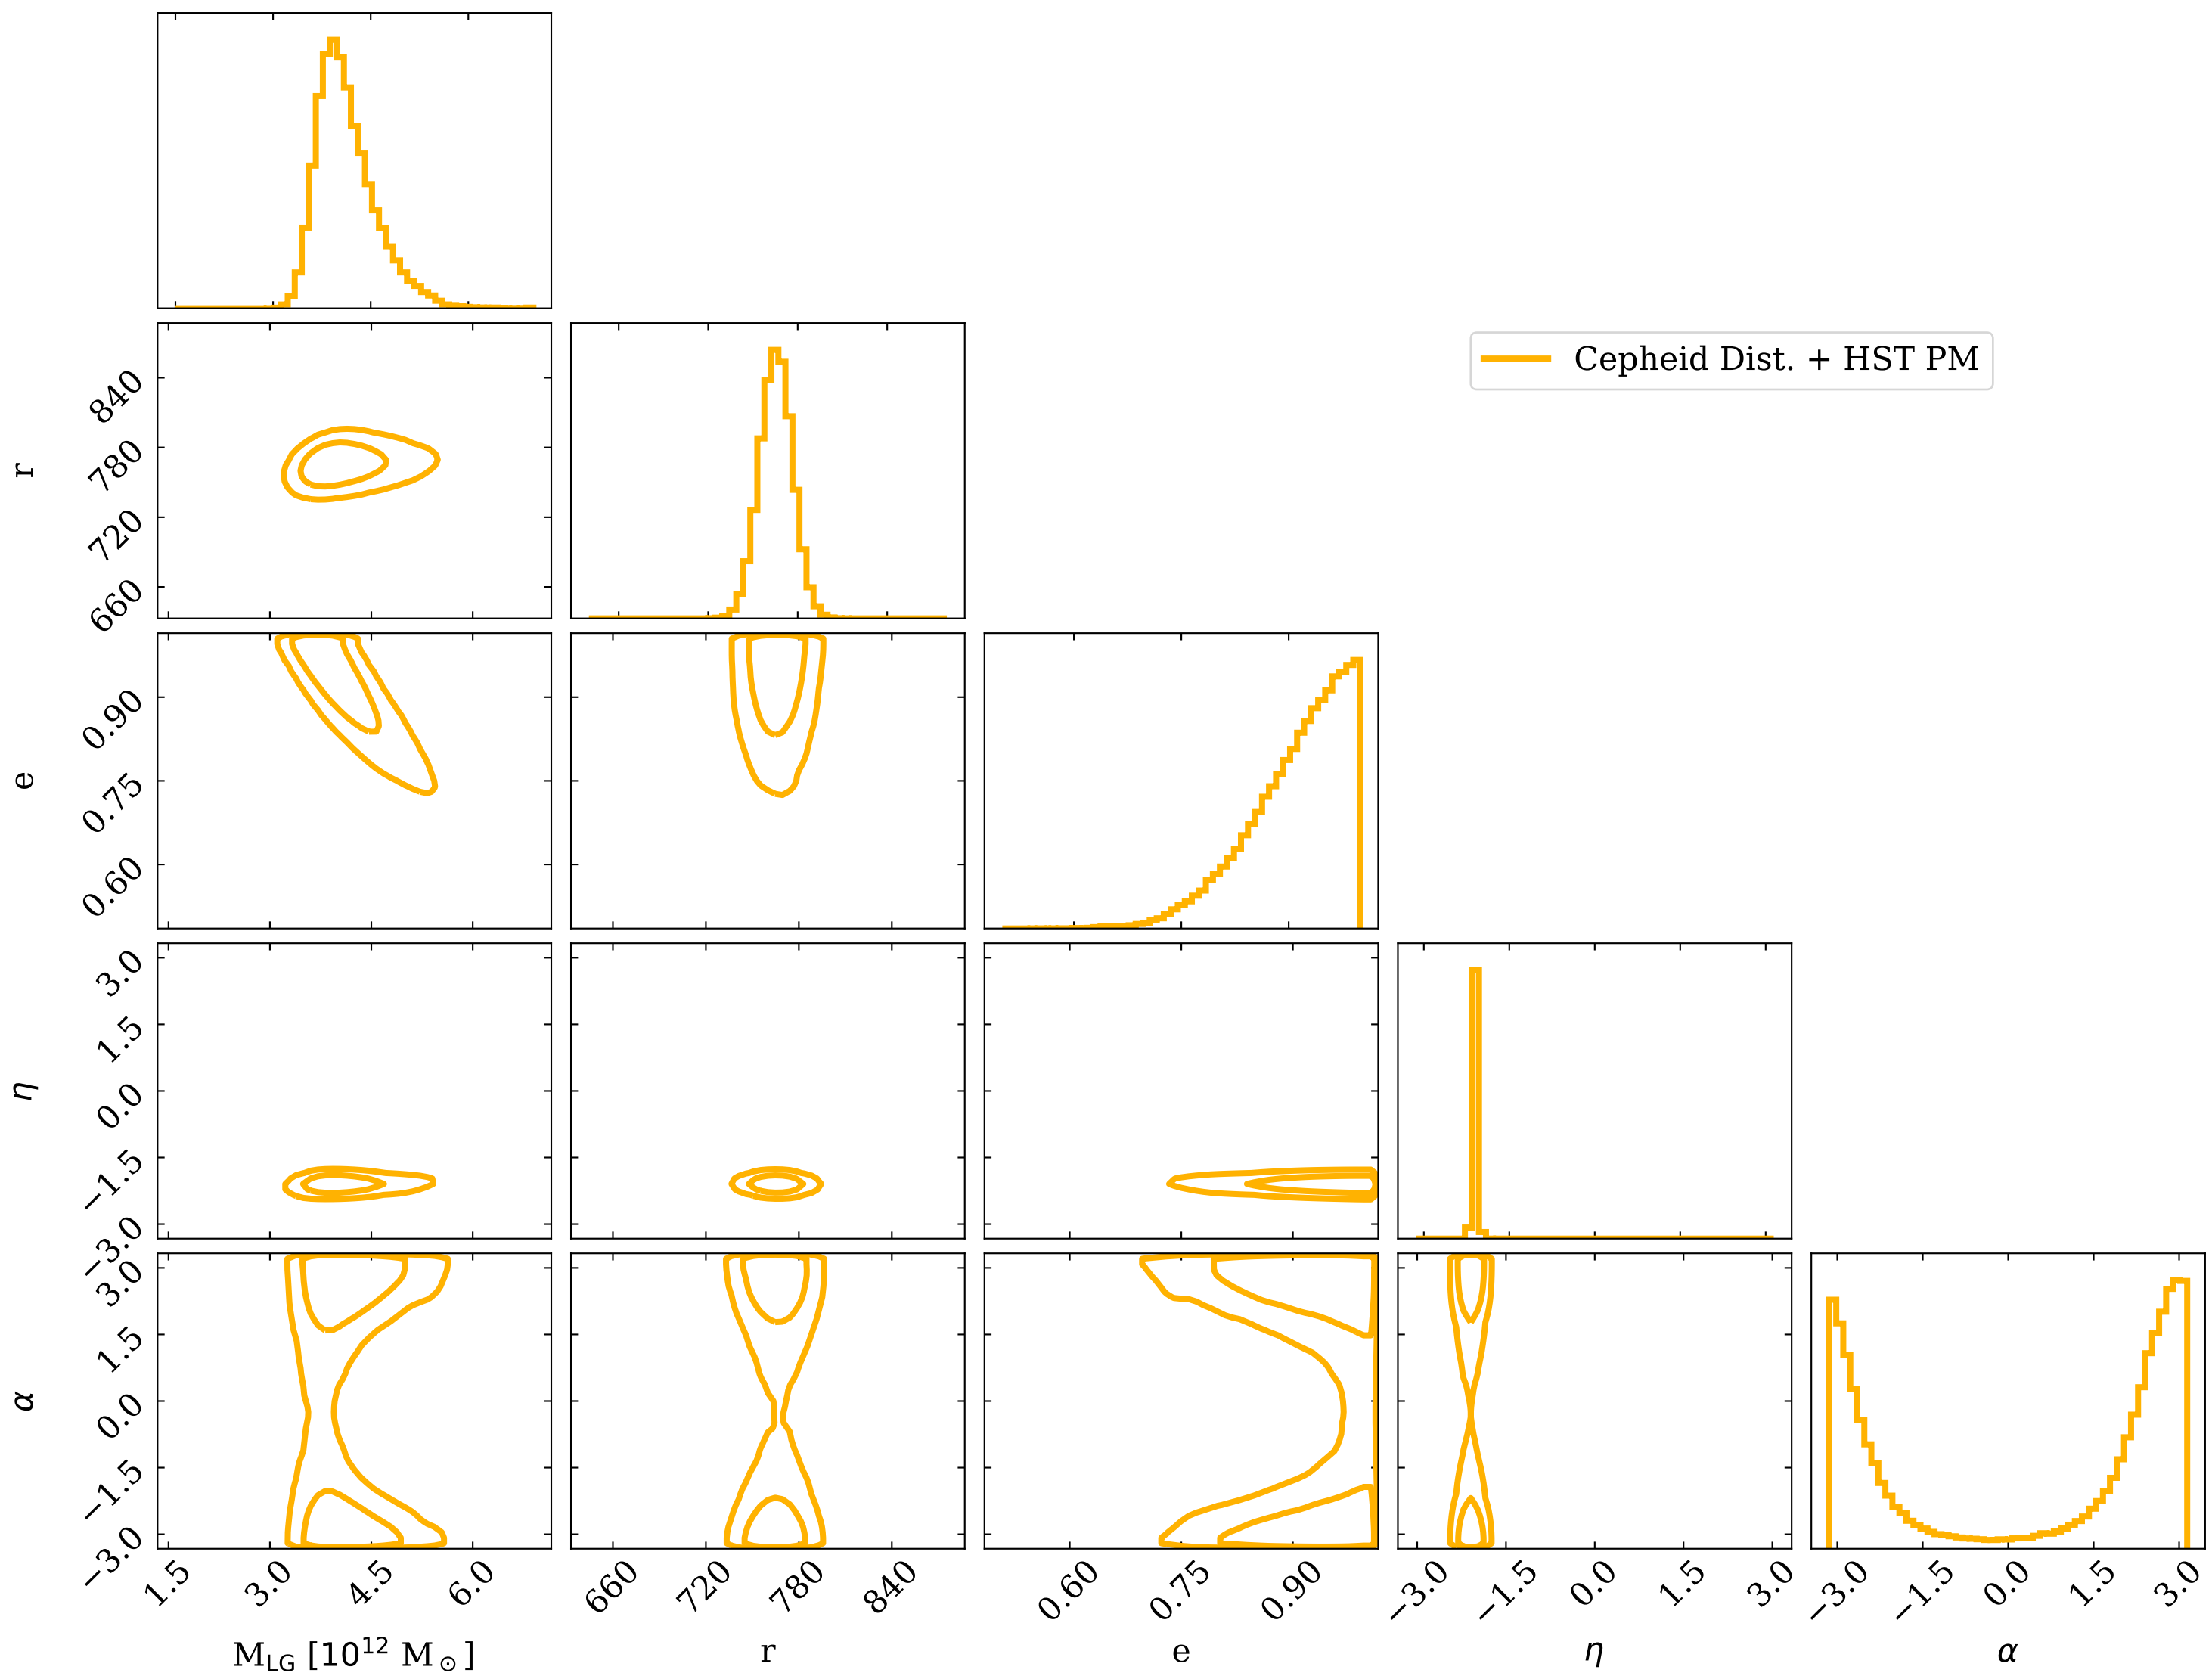 Cepheid Dist. + HST PM
r
840
780
720
660
e
0.90
0.75
0.60
η
3.0
1.5
0.0
−1.5
−3.0
α
3.0
1.5
0.0
−1.5
−3.0
1.5 3.0 4.5 6.0
660 720 780 840
0.60 0.75 0.90
−3.0 −1.5 0.0 1.5 3.0
−3.0 −1.5 0.0 1.5 3.0
M_LG [10^12 M_⊙]
r
e
η
α